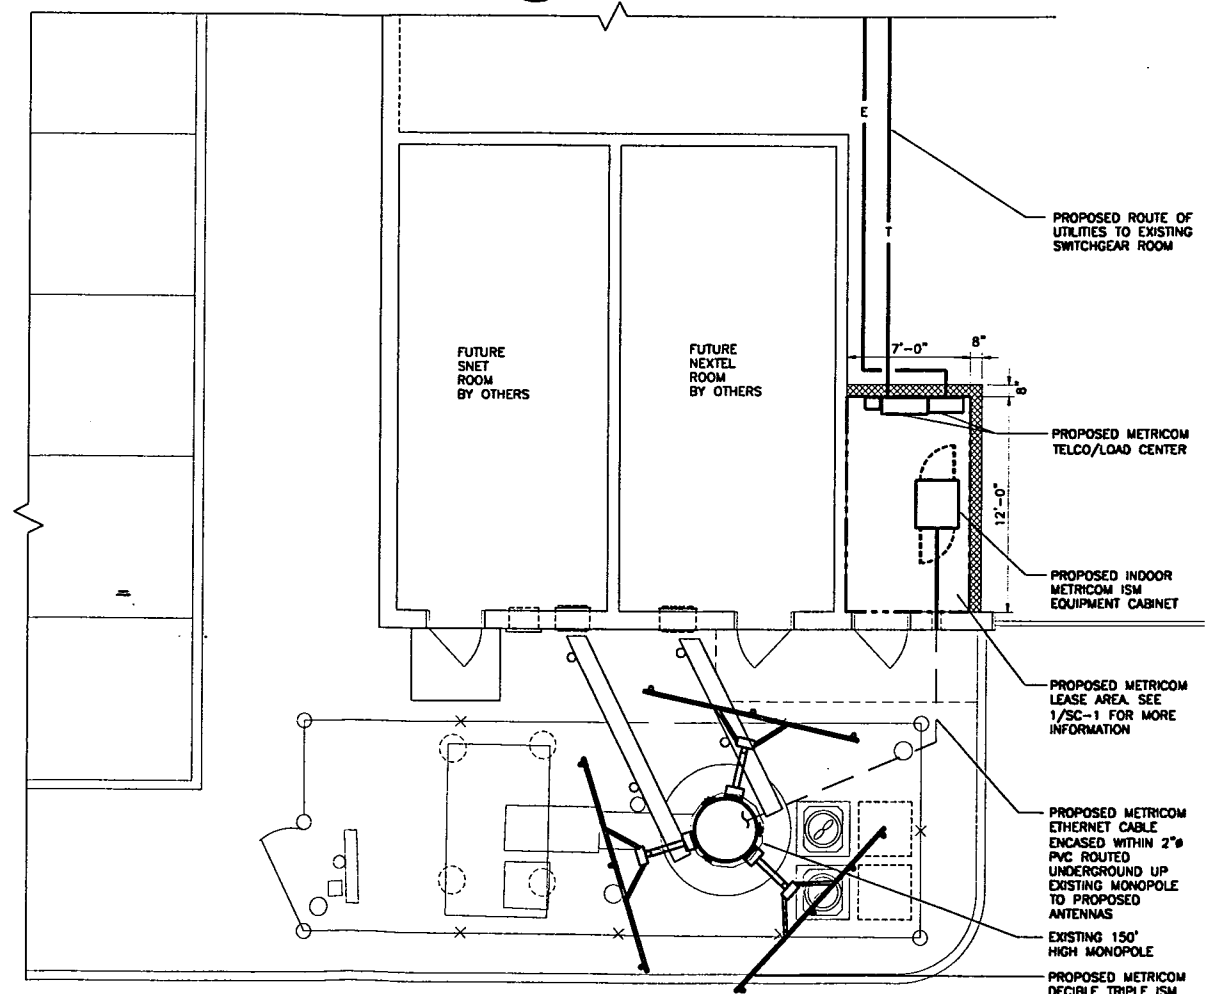 E
PROPOSED ROUTE OF
UTILITIES TO EXISTING
SWITCHGEAR ROOM
T
7'-0"
8"
FUTURE
SNET
ROOM
BY OTHERS
FUTURE
NEXTEL
ROOM
BY OTHERS
8"
PROPOSED METRICOM
TELCO/LOAD CENTER
12'-0"
PROPOSED INDOOR
METRICOM ISM
EQUIPMENT CABINET
PROPOSED METRICOM
LEASE AREA. SEE
1/SC-1 FOR MORE
INFORMATION
PROPOSED METRICOM
ETHERNET CABLE
ENCASED WITHIN 2"ø
PVC ROUTED
UNDERGROUND UP
EXISTING MONOPOLE
TO PROPOSED
ANTENNAS
EXISTING 150'
HIGH MONOPOLE
PROPOSED METRICOM
DECIBLE TRIPLE ISM